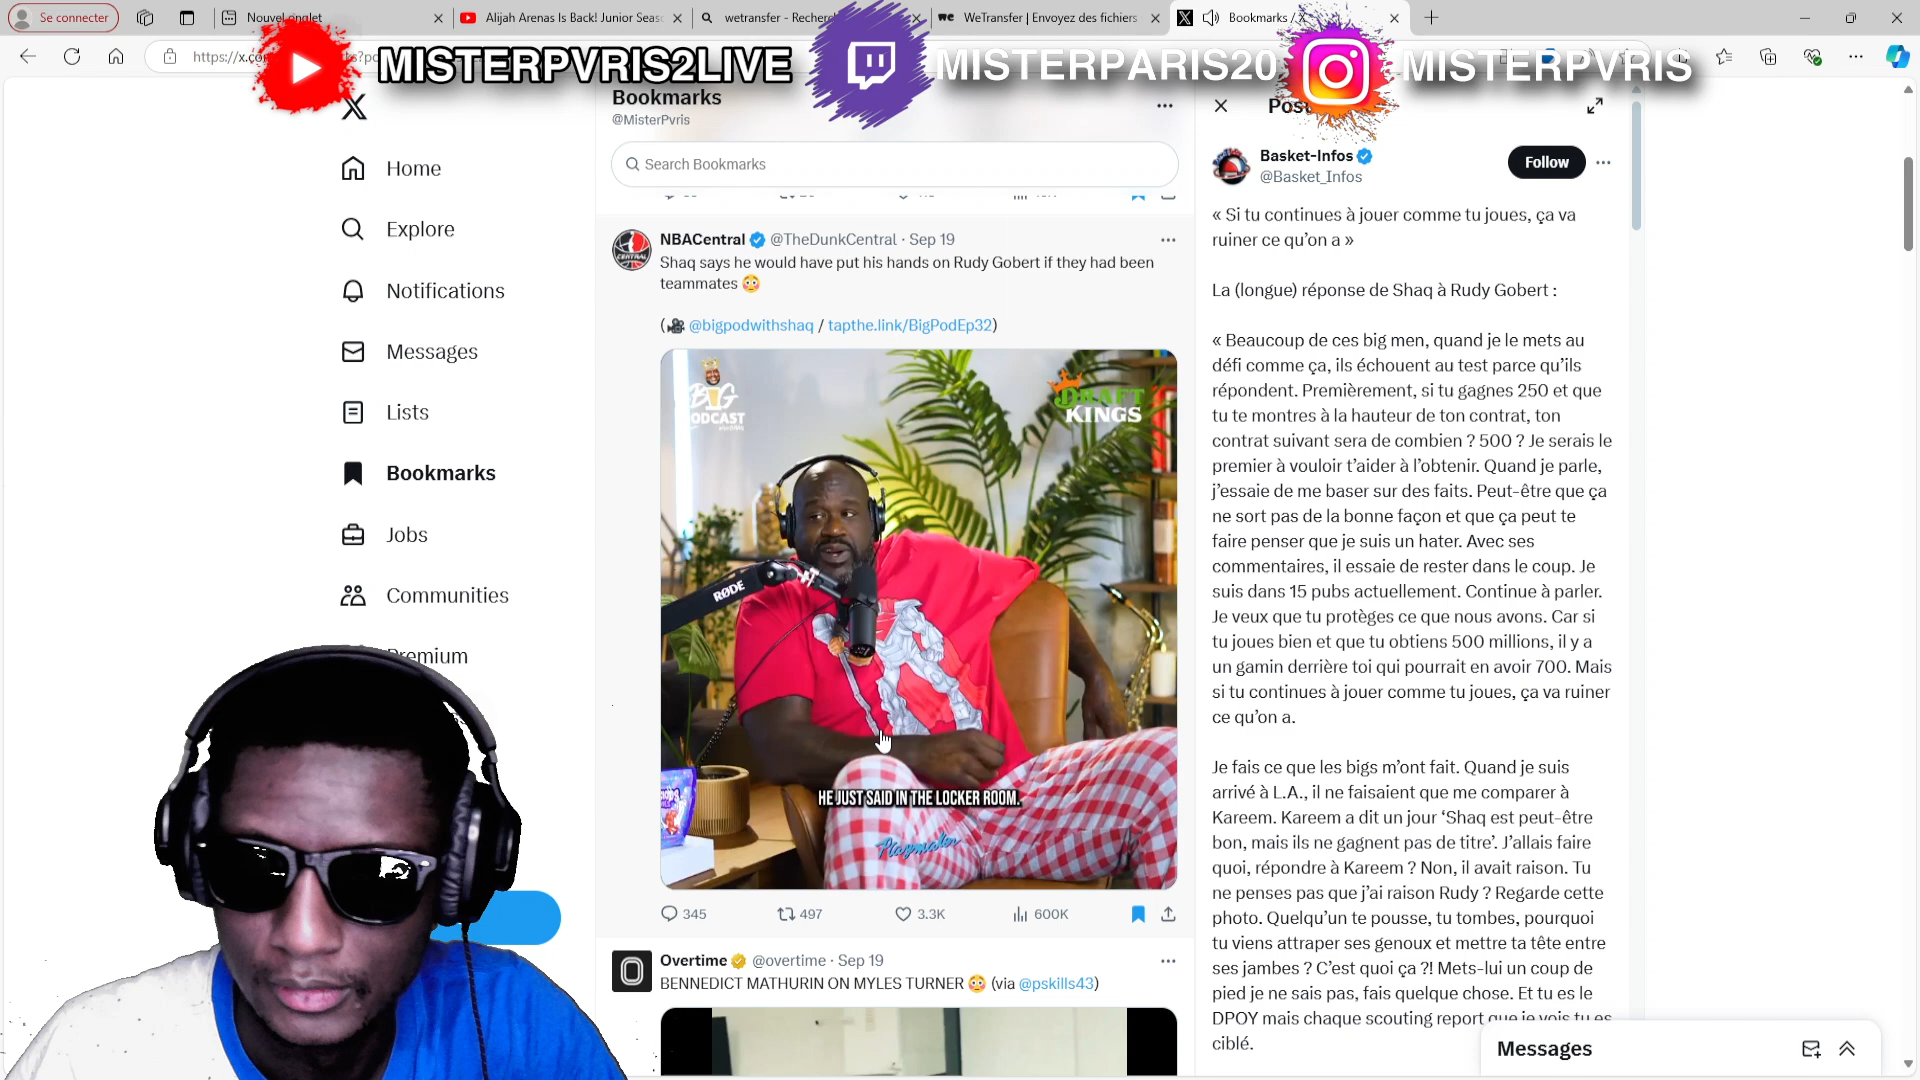 Se connecter
Nouvel onglet
Alijah Arenas Is Back! Junior Seas
wetransfer - Recherc
WeTransfer | Envoyez des fichiers
Bookmarks / X
MISTERPVRIS2LIVE
MISTERPARIS20
MISTERPVRIS
Home
Explore
Notifications
Messages
Lists
Bookmarks
Jobs
Communities
Premium
Bookmarks
@MisterPvris
Search Bookmarks
NBACentral @TheDunkCentral · Sep 19
Shaq says he would have put his hands on Rudy Gobert if they had been
teammates 😳
(🎥 @bigpodwithshaq / tapthe.link/BigPodEp32)
BIG
PODCAST
DRAFT
KINGS
RØDE
HE JUST SAID IN THE LOCKER ROOM.
Playmaker
345
497
3.3K
600K
Overtime @overtime · Sep 19
BENNEDICT MATHURIN ON MYLES TURNER 😳 (via @pskills43)
Post
Basket-Infos
@Basket_Infos
Follow
« Si tu continues à jouer comme tu joues, ça va
ruiner ce qu’on a »
La (longue) réponse de Shaq à Rudy Gobert :
« Beaucoup de ces big men, quand je le mets au
défi comme ça, ils échouent au test parce qu’ils
répondent. Premièrement, si tu gagnes 250 et que
tu te montres à la hauteur de ton contrat, ton
contrat suivant sera de combien ? 500 ? Je serais le
premier à vouloir t’aider à l’obtenir. Quand je parle,
j’essaie de me baser sur des faits. Peut-être que ça
ne sort pas de la bonne façon et que ça peut te
faire penser que je suis un hater. Avec ses
commentaires, il essaie de rester dans le coup. Je
suis dans 15 pubs actuellement. Continue à parler.
Je veux que tu protèges ce que nous avons. Car si
tu joues bien et que tu obtiens 500 millions, il y a
un gamin derrière toi qui pourrait en avoir 700. Mais
si tu continues à jouer comme tu joues, ça va ruiner
ce qu’on a.
Je fais ce que les bigs m’ont fait. Quand je suis
arrivé à L.A., il ne faisaient que me comparer à
Kareem. Kareem a dit un jour ‘Shaq est peut-être
bon, mais ils ne gagnent pas de titre’. J’allais faire
quoi, répondre à Kareem ? Non, il avait raison. Tu
ne penses pas que j’ai raison Rudy ? Regarde cette
photo. Quelqu’un te pousse, tu tombes, pourquoi
tu viens attraper ses genoux et mettre ta tête entre
ses jambes ? C’est quoi ça ?! Mets-lui un coup de
pied je ne sais pas, fais quelque chose. Et tu es le
DPOY mais chaque scouting report que je vois tu es
ciblé.
Messages